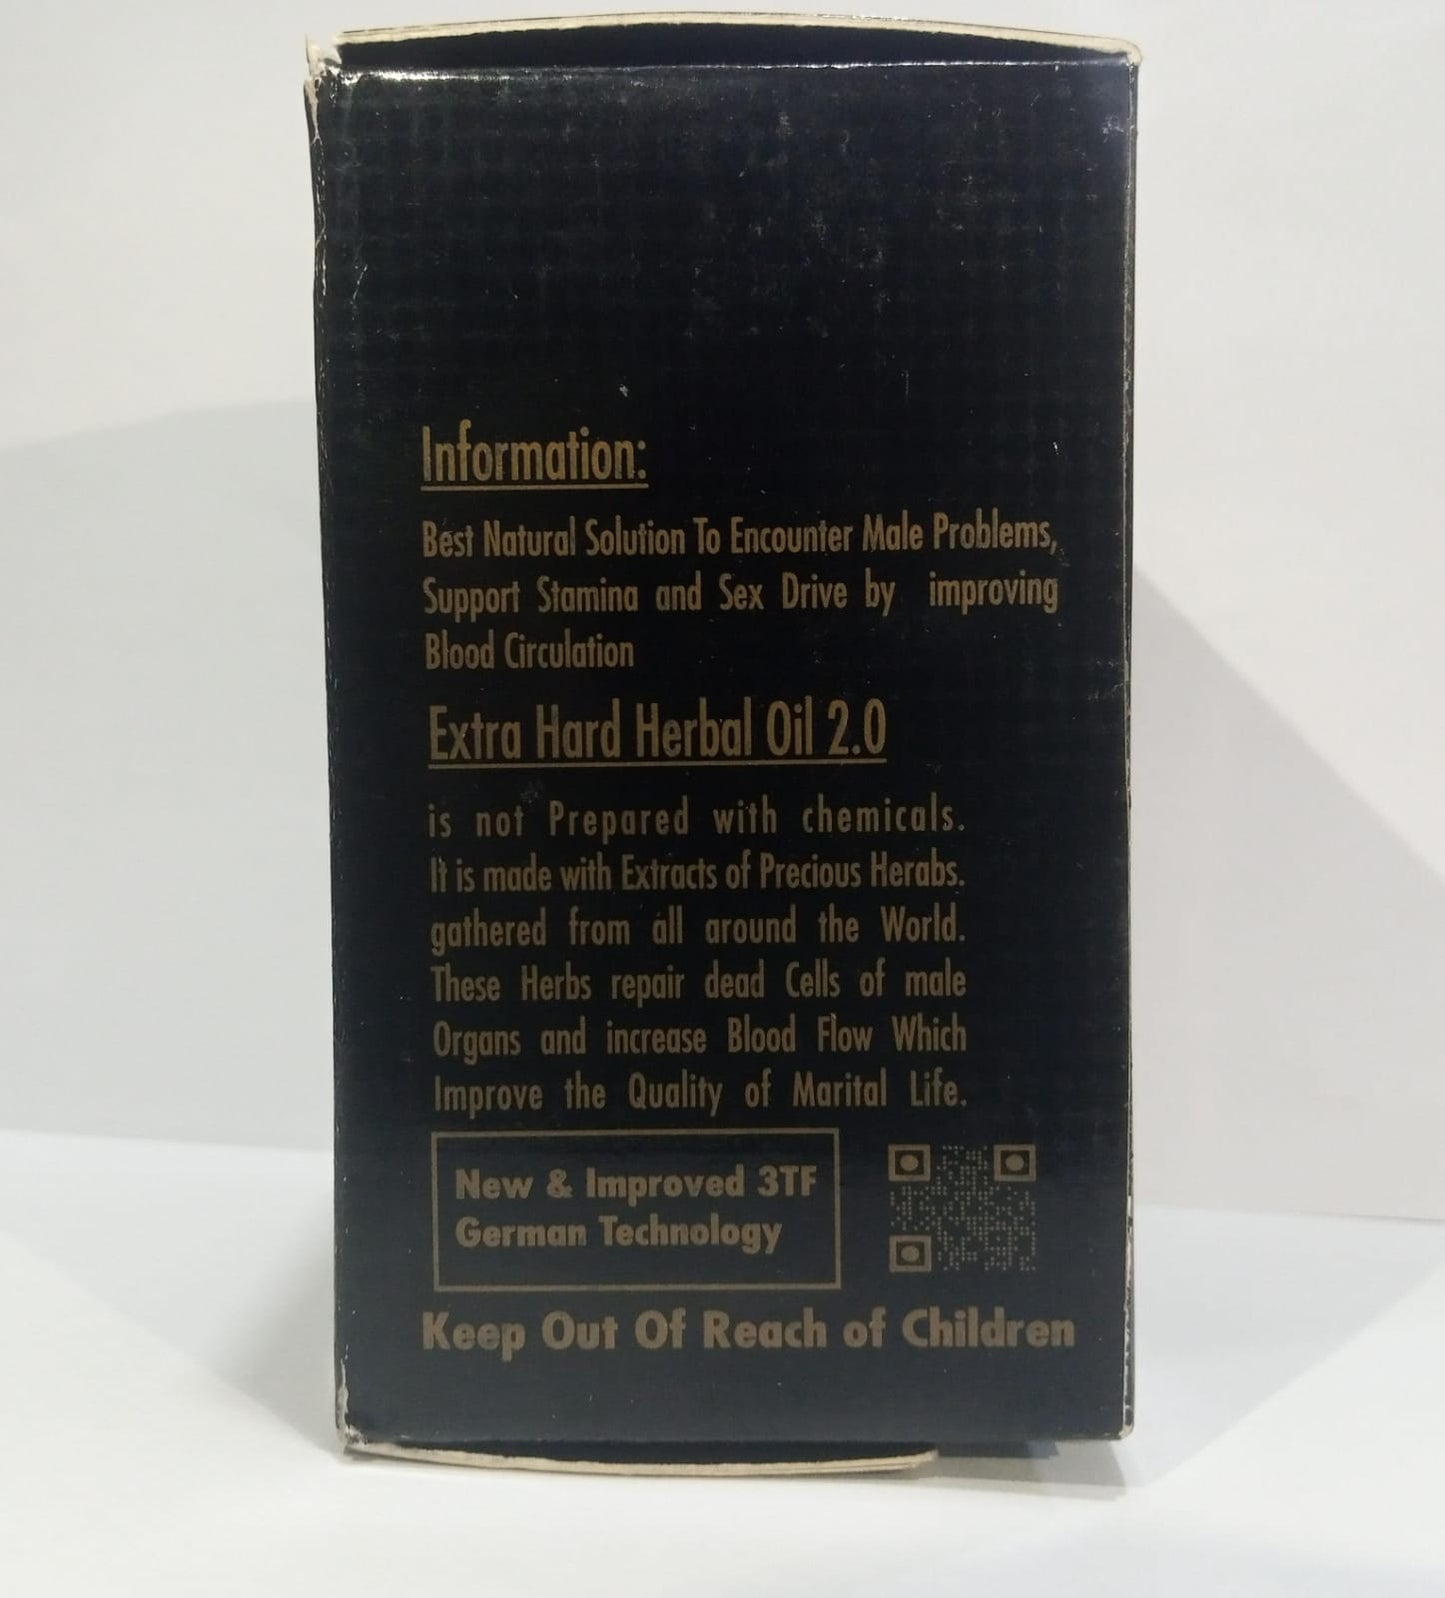 Information:
Best Natural Solution To Encounter Male Problems,
Support Stamina and Sex Drive by improving
Blood Circulation
Extra Hard Herbal Oil 2.0
is not Prepared with chemicals.
It is made with Extracts of Precious Herabs.
gathered from all around the World.
These Herbs repair dead Cells of male
Organs and increase Blood Flow Which
Improve the Quality of Marital Life.
New & Improved 3TF
German Technology
Keep Out Of Reach of Children